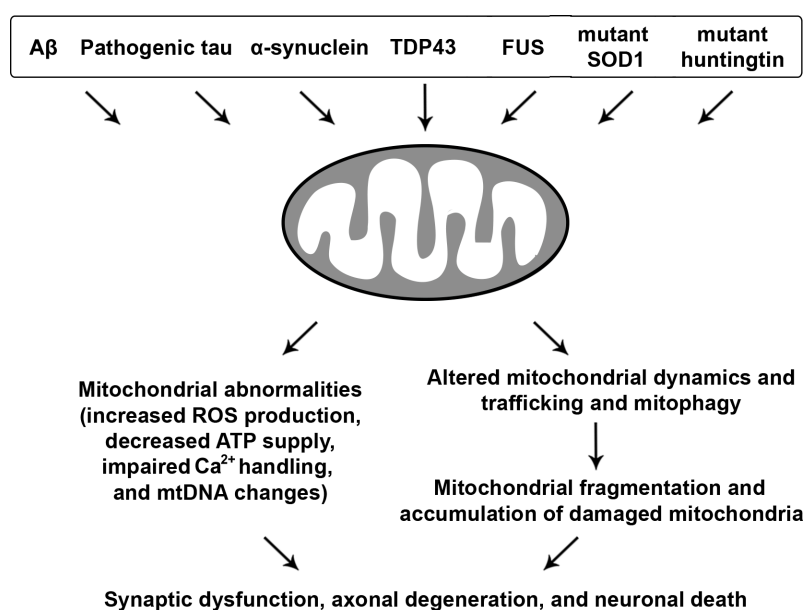 Aβ Pathogenic tau α-synuclein TDP43 FUS mutant SOD1 mutant huntingtin
Mitochondrial abnormalities
(increased ROS production,
decreased ATP supply,
impaired Ca²⁺ handling,
and mtDNA changes)
Altered mitochondrial dynamics and
trafficking and mitophagy
Mitochondrial fragmentation and
accumulation of damaged mitochondria
Synaptic dysfunction, axonal degeneration, and neuronal death